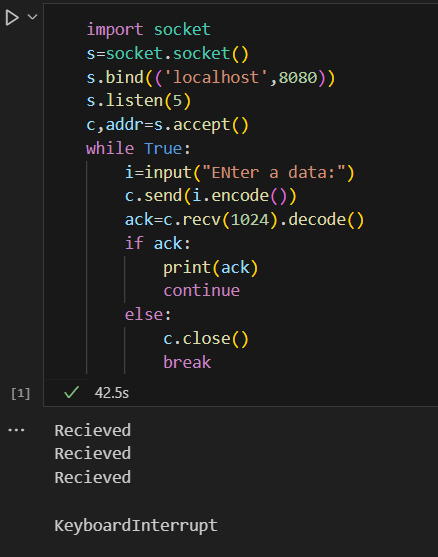 import socket
s=socket.socket()
s.bind(('localhost',8080))
s.listen(5)
c,addr=s.accept()
while True:
    i=input("ENter a data:")
    c.send(i.encode())
    ack=c.recv(1024).decode()
    if ack:
        print(ack)
        continue
    else:
        c.close()
        break
[1] ✓ 42.5s
... Recieved
Recieved
Recieved
KeyboardInterrupt